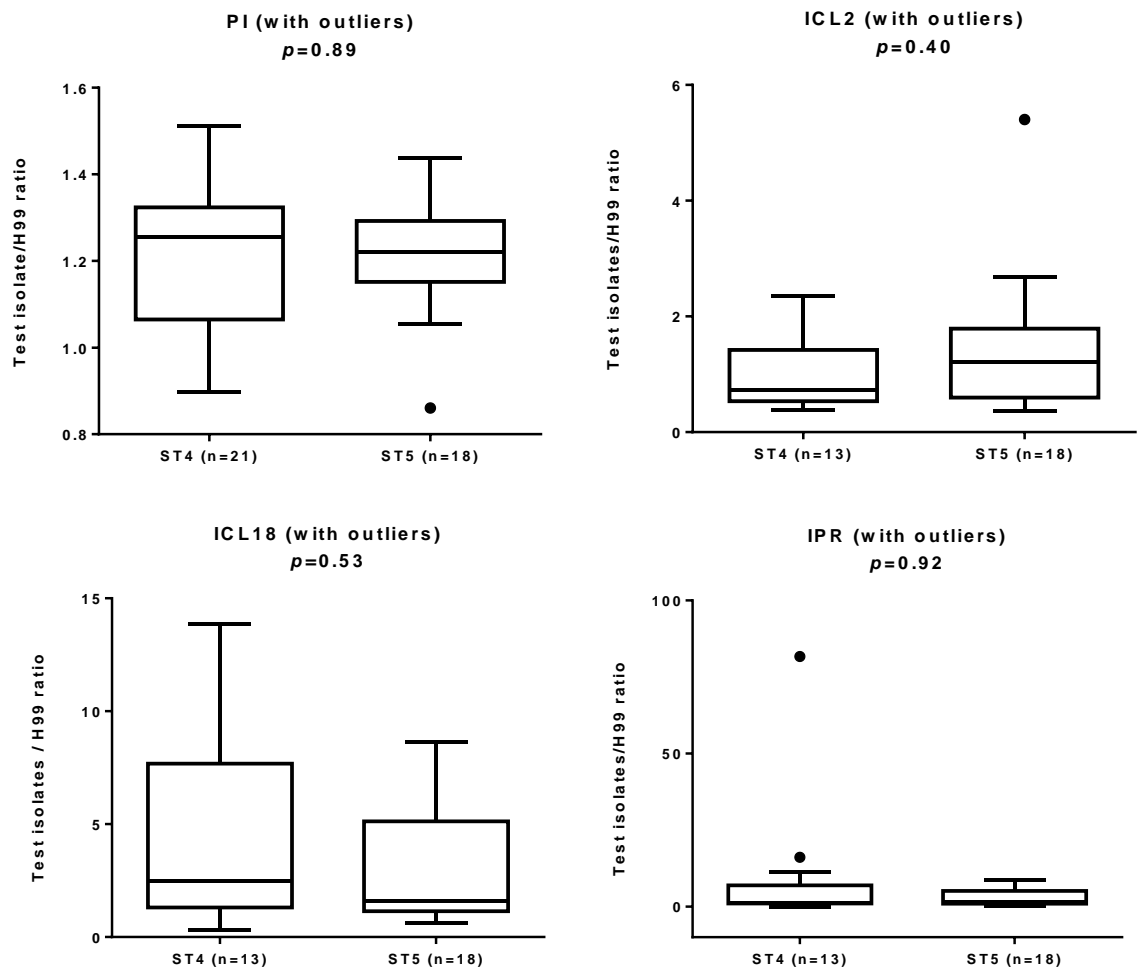 PI (with outliers)
p=0.89
Test isolate/H99 ratio
1.6
1.4
1.2
1.0
0.8
ST4 (n=21)
ST5 (n=18)
ICL2 (with outliers)
p=0.40
Test isolates/H99 ratio
6
4
2
0
ST4 (n=13)
ST5 (n=18)
ICL18 (with outliers)
p=0.53
Test isolates / H99 ratio
15
10
5
0
ST4 (n=13)
ST5 (n=18)
IPR (with outliers)
p=0.92
Test isolates/H99 ratio
100
50
0
ST4 (n=13)
ST5 (n=18)